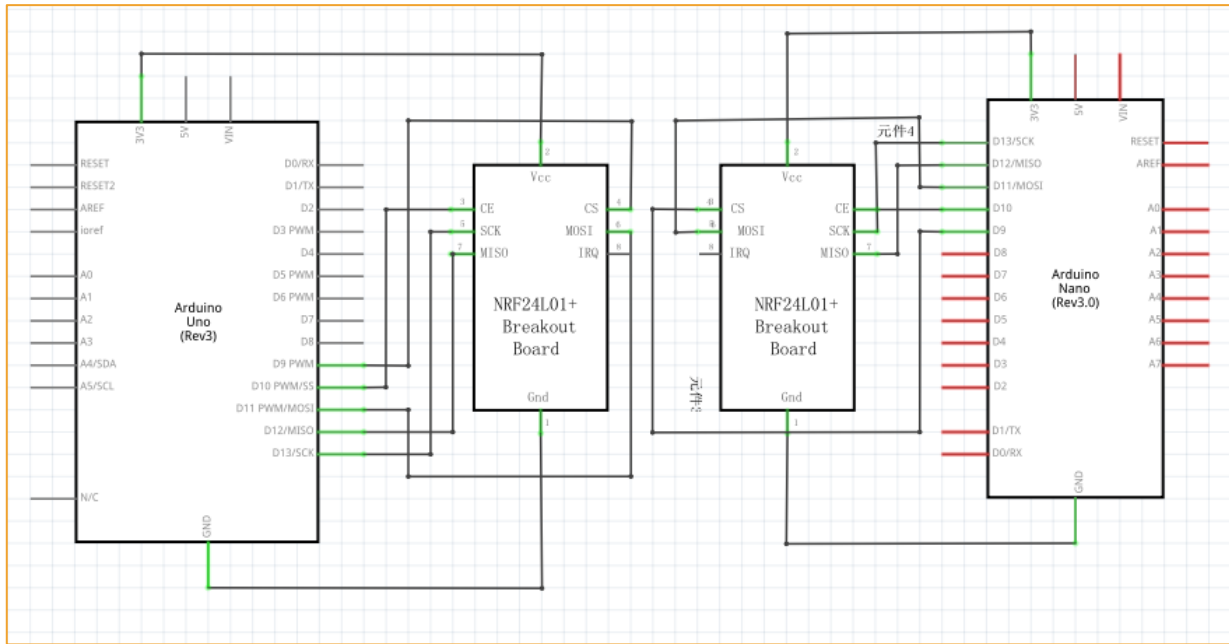 3V3
5V
VIN
RESET
RESET2
AREF
ioref
A0
A1
A2
A3
A4/SDA
A5/SCL
N/C
Arduino
Uno
(Rev3)
D0/RX
D1/TX
D2
D3 PWM
D4
D5 PWM
D6 PWM
D7
D8
D9 PWM
D10 PWM/SS
D11 PWM/MOSI
D12/MISO
D13/SCK
GND
2
Vcc
3 CE
5 SCK
7 MISO
CS 4
MOSI 6
IRQ 8
NRF24L01+
Breakout
Board
Gnd
1
2
Vcc
CS
MOSI
8 IRQ
CE
SCK
MISO 7
NRF24L01+
Breakout
Board
Gnd
1
元件4
3V3
5V
VIN
D13/SCK
D12/MISO
D11/MOSI
D10
D9
D8
D7
D6
D5
D4
D3
D2
D1/TX
D0/RX
Arduino
Nano
(Rev3.0)
RESET
AREF
A0
A1
A2
A3
A4
A5
A6
A7
GND